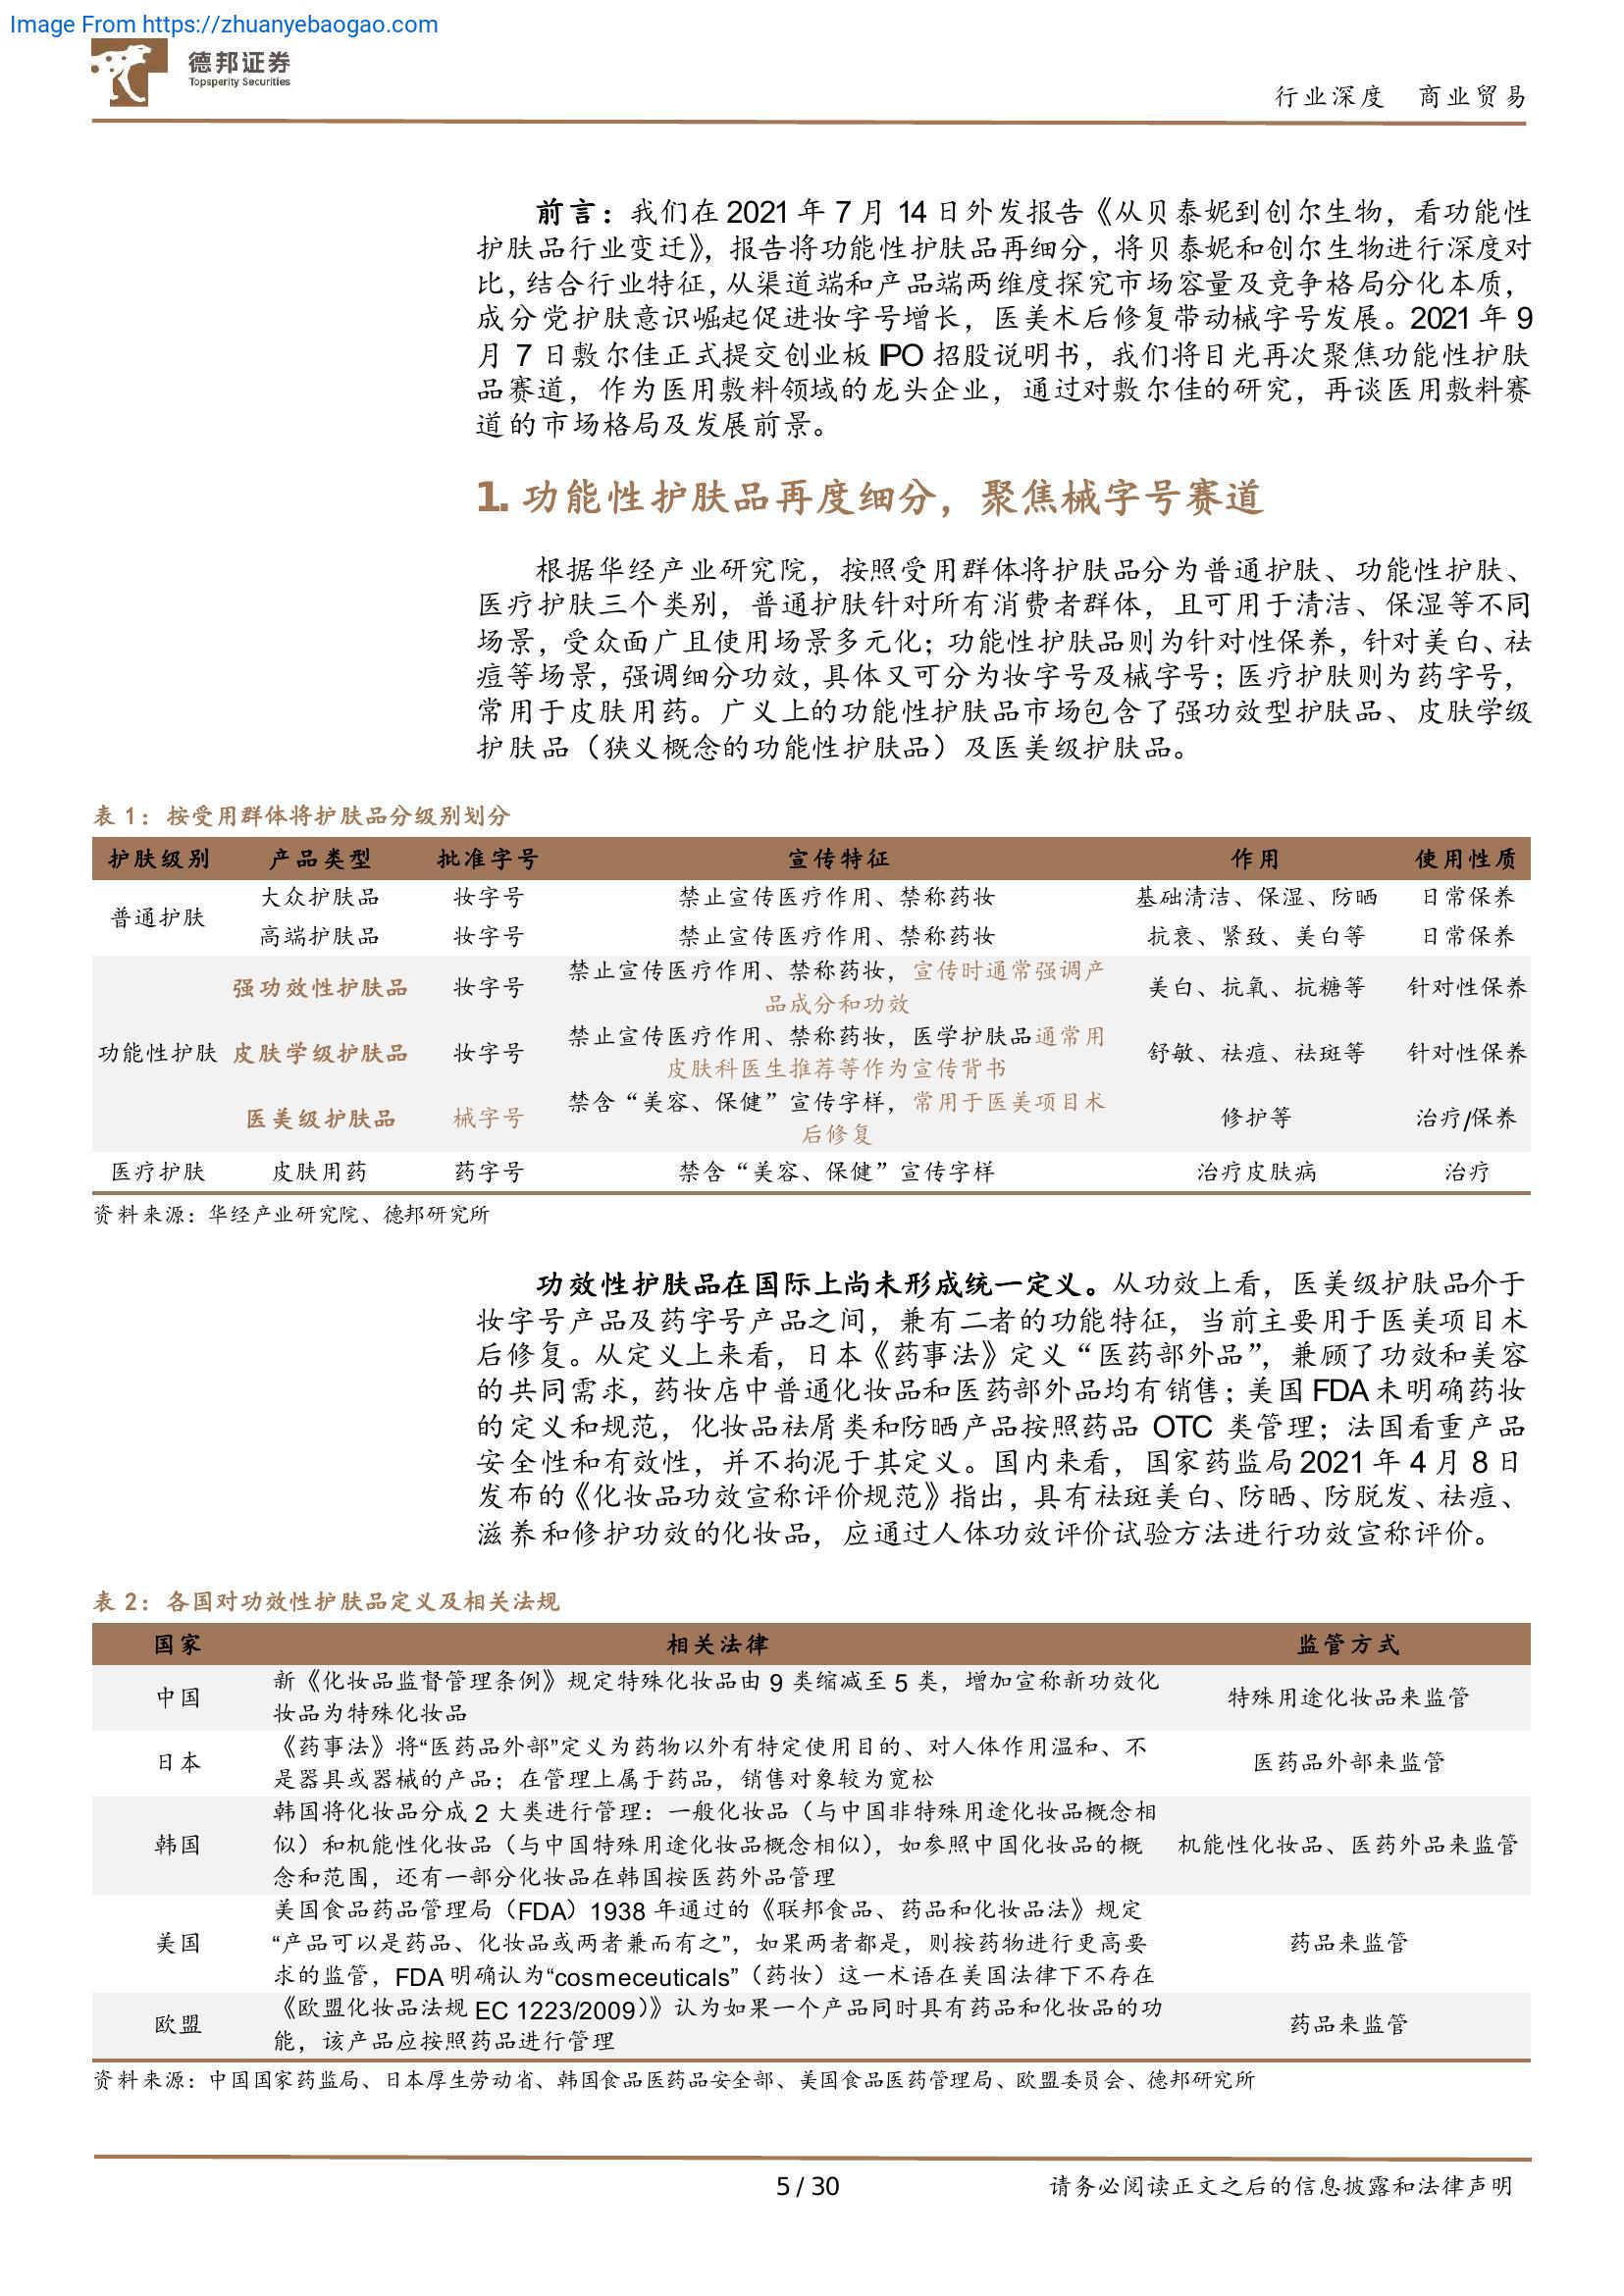 Image From https://zhuanyebaogao.com
德邦证券
Topsperity Securities
行业深度 商业贸易
前言：我们在 2021 年 7 月 14 日外发报告《从贝泰妮到创尔生物，看功能性
护肤品行业变迁》，报告将功能性护肤品再细分，将贝泰妮和创尔生物进行深度对
比，结合行业特征，从渠道端和产品端两维度探究市场容量及竞争格局分化本质，
成分党护肤意识崛起促进妆字号增长，医美术后修复带动械字号发展。2021 年 9
月 7 日敷尔佳正式提交创业板 IPO 招股说明书，我们将目光再次聚焦功能性护肤
品赛道，作为医用敷料领域的龙头企业，通过对敷尔佳的研究，再谈医用敷料赛
道的市场格局及发展前景。
1. 功能性护肤品再度细分，聚焦械字号赛道
根据华经产业研究院，按照受用群体将护肤品分为普通护肤、功能性护肤、
医疗护肤三个类别，普通护肤针对所有消费者群体，且可用于清洁、保湿等不同
场景，受众面广且使用场景多元化；功能性护肤品则为针对性保养，针对美白、祛
痘等场景，强调细分功效，具体又可分为妆字号及械字号；医疗护肤则为药字号，
常用于皮肤用药。广义上的功能性护肤品市场包含了强功效型护肤品、皮肤学级
护肤品（狭义概念的功能性护肤品）及医美级护肤品。
表 1：按受用群体将护肤品分级别划分
护肤级别 产品类型 批准字号 宣传特征 作用 使用性质
普通护肤 大众护肤品 妆字号 禁止宣传医疗作用、禁称药妆 基础清洁、保湿、防晒 日常保养
高端护肤品 妆字号 禁止宣传医疗作用、禁称药妆 抗衰、紧致、美白等 日常保养
强功效性护肤品 妆字号 禁止宣传医疗作用、禁称药妆，宣传时通常强调产
品成分和功效 美白、抗氧、抗糖等 针对性保养
功能性护肤 皮肤学级护肤品 妆字号 禁止宣传医疗作用、禁称药妆，医学护肤品通常用
皮肤科医生推荐等作为宣传背书 舒敏、祛痘、祛斑等 针对性保养
医美级护肤品 械字号 禁含“美容、保健”宣传字样，常用于医美项目术
后修复 修护等 治疗/保养
医疗护肤 皮肤用药 药字号 禁含“美容、保健”宣传字样 治疗皮肤病 治疗
资料来源：华经产业研究院、德邦研究所
功效性护肤品在国际上尚未形成统一定义。从功效上看，医美级护肤品介于
妆字号产品及药字号产品之间，兼有二者的功能特征，当前主要用于医美项目术
后修复。从定义上来看，日本《药事法》定义“医药部外品”，兼顾了功效和美容
的共同需求，药妆店中普通化妆品和医药部外品均有销售；美国 FDA 未明确药妆
的定义和规范，化妆品祛屑类和防晒产品按照药品 OTC 类管理；法国看重产品
安全性和有效性，并不拘泥于其定义。国内来看，国家药监局 2021 年 4 月 8 日
发布的《化妆品功效宣称评价规范》指出，具有祛斑美白、防晒、防脱发、祛痘、
滋养和修护功效的化妆品，应通过人体功效评价试验方法进行功效宣称评价。
表 2：各国对功效性护肤品定义及相关法规
国家 相关法律 监管方式
中国 新《化妆品监督管理条例》规定特殊化妆品由 9 类缩减至 5 类，增加宣称新功效化
妆品为特殊化妆品 特殊用途化妆品来监管
日本 《药事法》将“医药品外部”定义为药物以外有特定使用目的、对人体作用温和、不
是器具或器械的产品；在管理上属于药品，销售对象较为宽松 医药品外部来监管
韩国将化妆品分成 2 大类进行管理：一般化妆品（与中国非特殊用途化妆品概念相
韩国 似）和机能性化妆品（与中国特殊用途化妆品概念相似），如参照中国化妆品的概 机能性化妆品、医药外品来监管
念和范围，还有一部分化妆品在韩国按医药外品管理
美国食品药品管理局（FDA）1938 年通过的《联邦食品、药品和化妆品法》规定
美国 “产品可以是药品、化妆品或两者兼而有之”，如果两者都是，则按药物进行更高要 药品来监管
求的监管，FDA 明确认为“cosmeceuticals”（药妆）这一术语在美国法律下不存在
欧盟 《欧盟化妆品法规 EC 1223/2009）》认为如果一个产品同时具有药品和化妆品的功
能，该产品应按照药品进行管理 药品来监管
资料来源：中国国家药监局、日本厚生劳动省、韩国食品医药品安全部、美国食品医药管理局、欧盟委员会、德邦研究所
5 / 30
请务必阅读正文之后的信息披露和法律声明